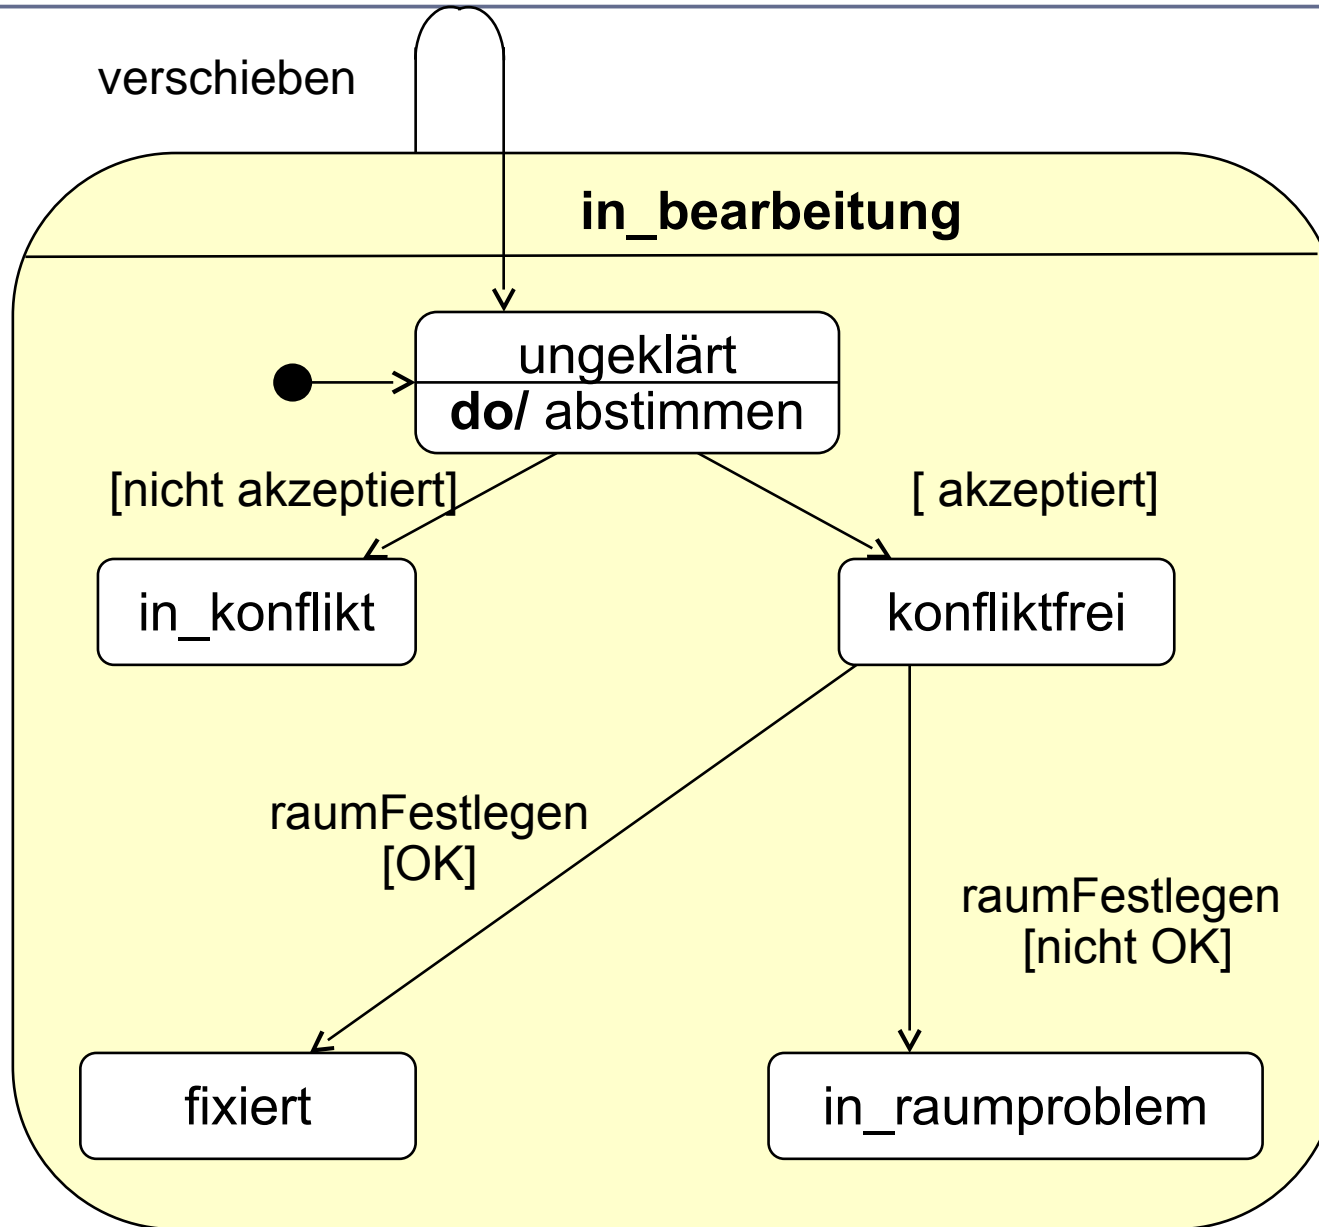 verschieben
in_bearbeitung
ungeklärt
do/ abstimmen
[nicht akzeptiert]
[ akzeptiert]
in_konflikt
konfliktfrei
raumFestlegen
[OK]
raumFestlegen
[nicht OK]
fixiert
in_raumproblem